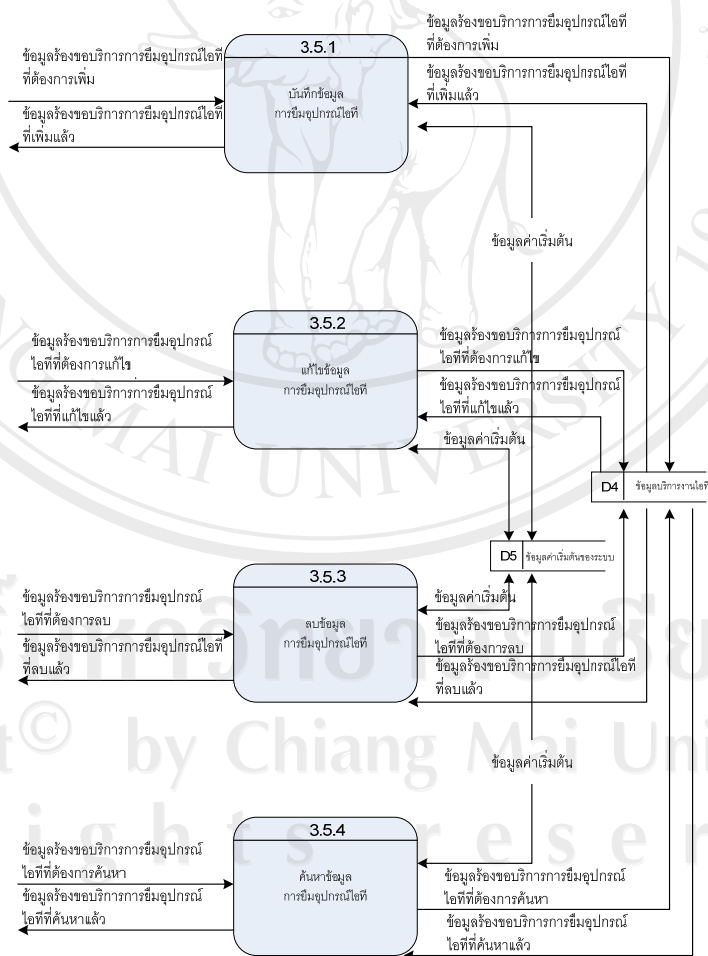 3.5.1
บันทึกข้อมูล
การยืมอุปกรณ์ไอที
ข้อมูลร้องขอบริการการยืมอุปกรณ์ไอที
ที่ต้องการเพิ่ม
ข้อมูลร้องขอบริการการยืมอุปกรณ์ไอที
ที่เพิ่มแล้ว
ข้อมูลร้องขอบริการการยืมอุปกรณ์ไอที
ที่ต้องการเพิ่ม
ข้อมูลร้องขอบริการการยืมอุปกรณ์ไอที
ที่เพิ่มแล้ว
ข้อมูลค่าเริ่มต้น
3.5.2
แก้ไขข้อมูล
การยืมอุปกรณ์ไอที
ข้อมูลร้องขอบริการการยืมอุปกรณ์
ไอทีที่ต้องการแก้ไข
ข้อมูลร้องขอบริการการยืมอุปกรณ์
ไอทีที่แก้ไขแล้ว
ข้อมูลร้องขอบริการการยืมอุปกรณ์
ไอทีที่ต้องการแก้ไข
ข้อมูลร้องขอบริการการยืมอุปกรณ์
ไอทีที่แก้ไขแล้ว
ข้อมูลค่าเริ่มต้น
D4 ข้อมูลบริการงานไอที
D5 ข้อมูลค่าเริ่มต้นของระบบ
3.5.3
ลบข้อมูล
การยืมอุปกรณ์ไอที
ข้อมูลร้องขอบริการการยืมอุปกรณ์
ไอทีที่ต้องการลบ
ข้อมูลร้องขอบริการการยืมอุปกรณ์ไอที
ที่ลบแล้ว
ข้อมูลค่าเริ่มต้น
ข้อมูลร้องขอบริการการยืมอุปกรณ์
ไอทีที่ต้องการลบ
ข้อมูลร้องขอบริการการยืมอุปกรณ์ไอที
ที่ลบแล้ว
ข้อมูลค่าเริ่มต้น
3.5.4
ค้นหาข้อมูล
การยืมอุปกรณ์ไอที
ข้อมูลร้องขอบริการการยืมอุปกรณ์
ไอทีที่ต้องการค้นหา
ข้อมูลร้องขอบริการการยืมอุปกรณ์
ไอทีที่ค้นหาแล้ว
ข้อมูลร้องขอบริการการยืมอุปกรณ์
ไอทีที่ต้องการค้นหา
ข้อมูลร้องขอบริการการยืมอุปกรณ์
ไอทีที่ค้นหาแล้ว
MAI UNIVERSITY
© by Chiang Mai Uni
ights reser